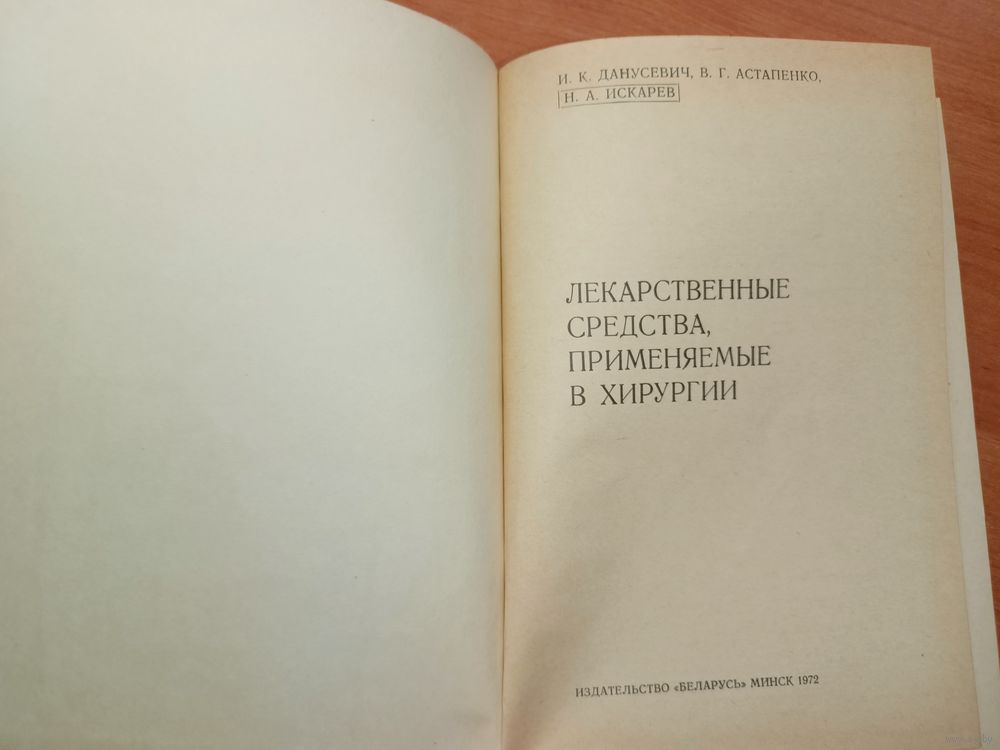 И. К. ДАНУСЕВИЧ, В. Г. АСТАПЕНКО,
Н. А. ИСКАРЕВ
ЛЕКАРСТВЕННЫЕ
СРЕДСТВА,
ПРИМЕНЯЕМЫЕ
В ХИРУРГИИ
ИЗДАТЕЛЬСТВО «БЕЛАРУСЬ» МИНСК 1972